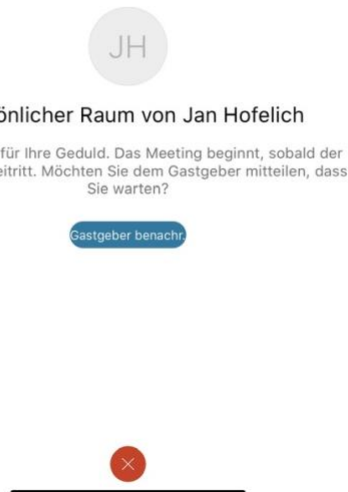 JH
önlicher Raum von Jan Hofelich
für Ihre Geduld. Das Meeting beginnt, sobald der
eitritt. Möchten Sie dem Gastgeber mitteilen, dass
Sie warten?
Gastgeber benachr.